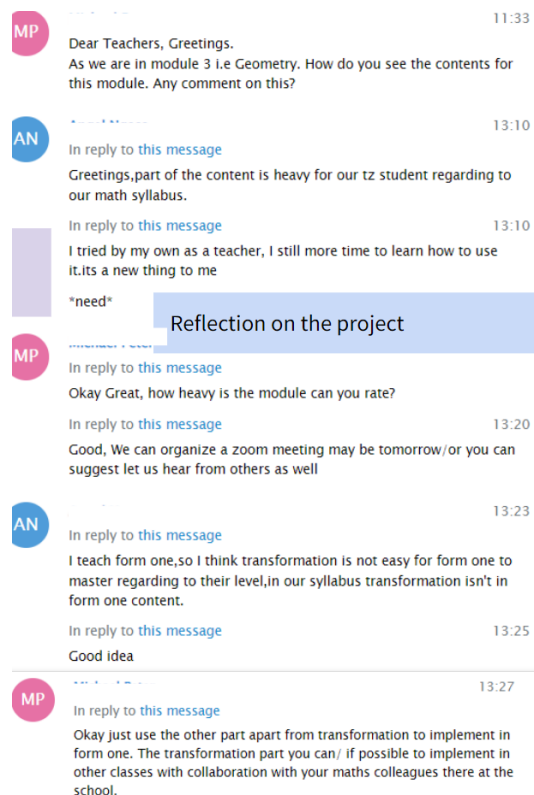 11:33
MP
Dear Teachers, Greetings.
As we are in module 3 i.e Geometry. How do you see the contents for
this module. Any comment on this?
13:10
AN
In reply to this message
Greetings,part of the content is heavy for our tz student regarding to
our math syllabus.
In reply to this message
13:10
I tried by my own as a teacher, I still more time to learn how to use
it.its a new thing to me
*need*
Reflection on the project
MP
In reply to this message
Okay Great, how heavy is the module can you rate?
In reply to this message
13:20
Good, We can organize a zoom meeting may be tomorrow/or you can
suggest let us hear from others as well
13:23
AN
In reply to this message
I teach form one,so I think transformation is not easy for form one to
master regarding to their level,in our syllabus transformation isn't in
form one content.
In reply to this message
13:25
Good idea
13:27
MP
In reply to this message
Okay just use the other part apart from transformation to implement in
form one. The transformation part you can/ if possible to implement in
other classes with collaboration with your maths colleagues there at the
school.